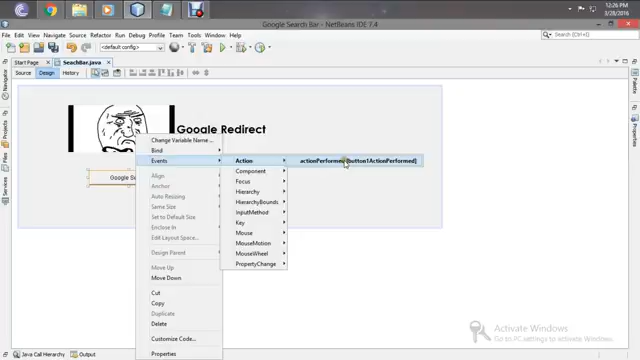 12:26 PM
3/28/2016
Google Search Bar - NetBeans IDE 7.4
File Edit View Navigate Source Refactor Run Debug Profile Team Tools Window Help
<default config>
Start Page
SeachBar.java
Source Design History
Navigator
Projects
Files
Services
Palette
Google Redirect
Google Se
Change Variable Name ...
Bind
Events
Align
Anchor
Auto Resizing
Same Size
Set to Default Size
Enclose In
Edit Layout Space...
Design Parent
Move Up
Move Down
Cut
Copy
Duplicate
Delete
Customize Code...
Properties
Action
Component
Focus
Hierarchy
HierarchyBounds
InputMethod
Key
Mouse
MouseMotion
MouseWheel
PropertyChange
actionPerformed
Button1ActionPerformed]
Activate Windows
Go to PC settings to activate Windows.
Java Call Hierarchy Output